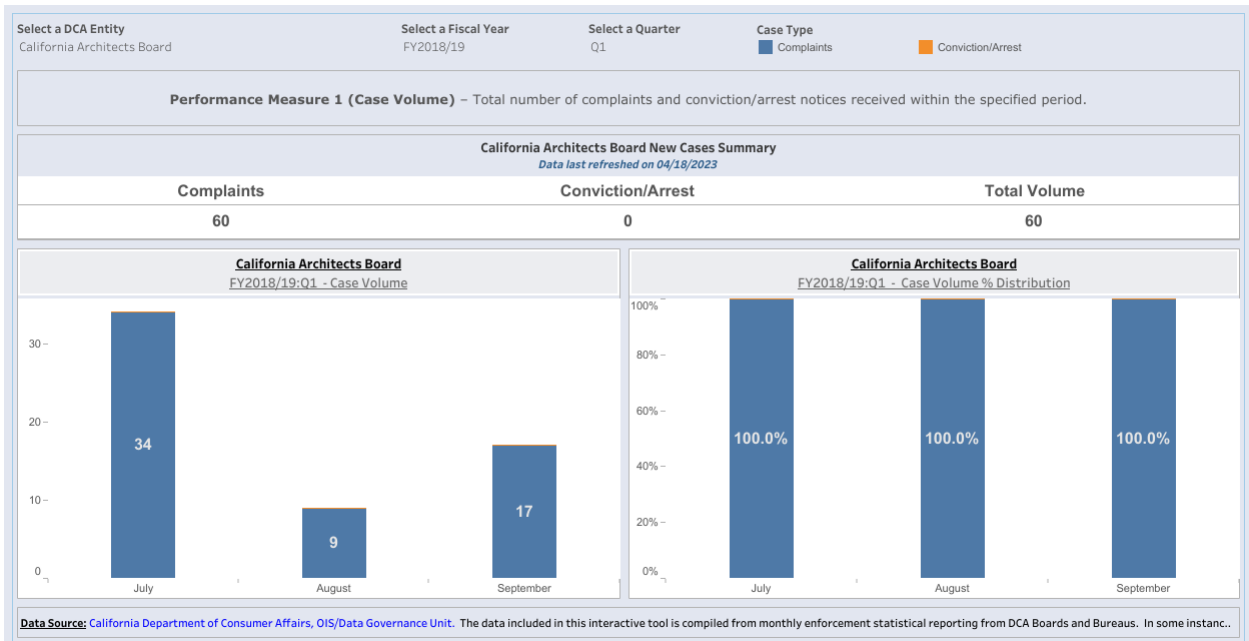 Select a DCA Entity
Select a Fiscal Year
Select a Quarter
Case Type
California Architects Board
FY2018/19
Q1
Complaints
Conviction/Arrest
Performance Measure 1 (Case Volume) – Total number of complaints and conviction/arrest notices received within the specified period.
California Architects Board New Cases Summary
Data last refreshed on 04/18/2023
Complaints
Conviction/Arrest
Total Volume
60
0
60
California Architects Board
FY2018/19:Q1 - Case Volume
30
20
10
0
34
9
17
July
August
September
California Architects Board
FY2018/19:Q1 - Case Volume % Distribution
100%
80%
60%
40%
20%
0%
100.0%
100.0%
100.0%
July
August
September
Data Source: California Department of Consumer Affairs, OIS/Data Governance Unit. The data included in this interactive tool is compiled from monthly enforcement statistical reporting from DCA Boards and Bureaus. In some instanc..